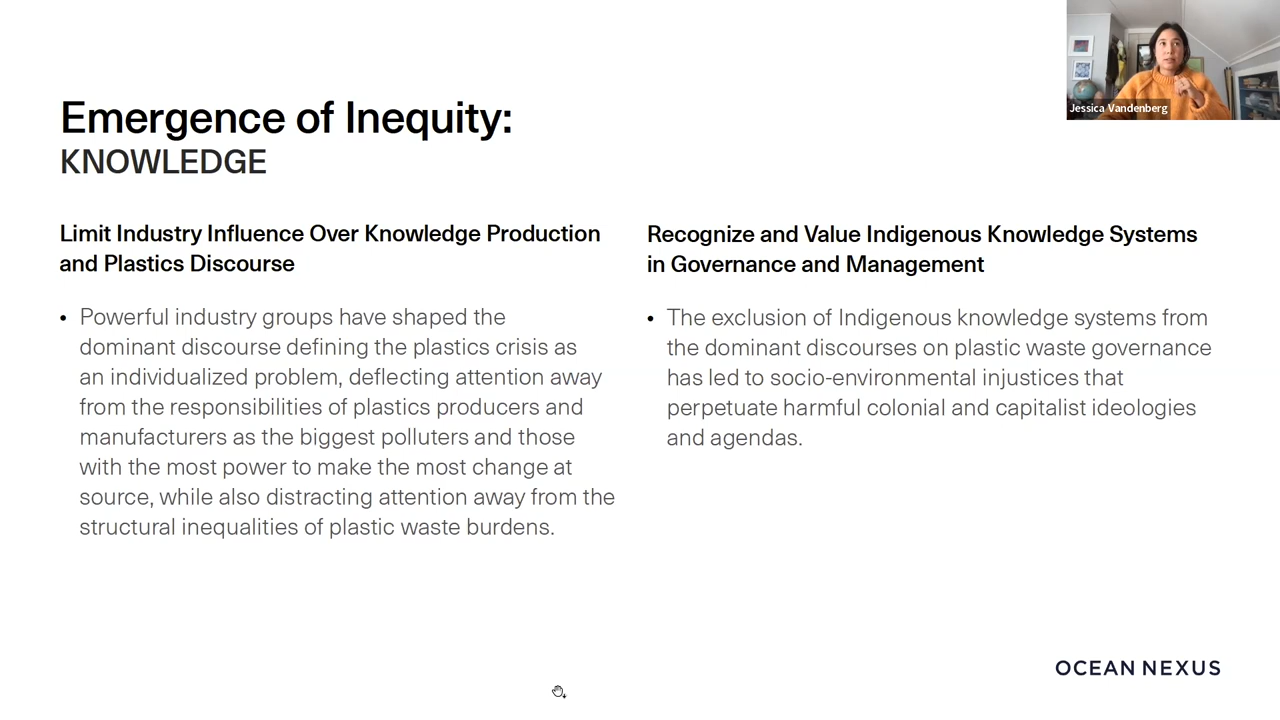 Jessica Vandenberg
Emergence of Inequity:
KNOWLEDGE
Limit Industry Influence Over Knowledge Production
and Plastics Discourse
• Powerful industry groups have shaped the
dominant discourse defining the plastics crisis as
an individualized problem, deflecting attention away
from the responsibilities of plastics producers and
manufacturers as the biggest polluters and those
with the most power to make the most change at
source, while also distracting attention away from the
structural inequalities of plastic waste burdens.
Recognize and Value Indigenous Knowledge Systems
in Governance and Management
• The exclusion of Indigenous knowledge systems from
the dominant discourses on plastic waste governance
has led to socio-environmental injustices that
perpetuate harmful colonial and capitalist ideologies
and agendas.
OCEAN NEXUS